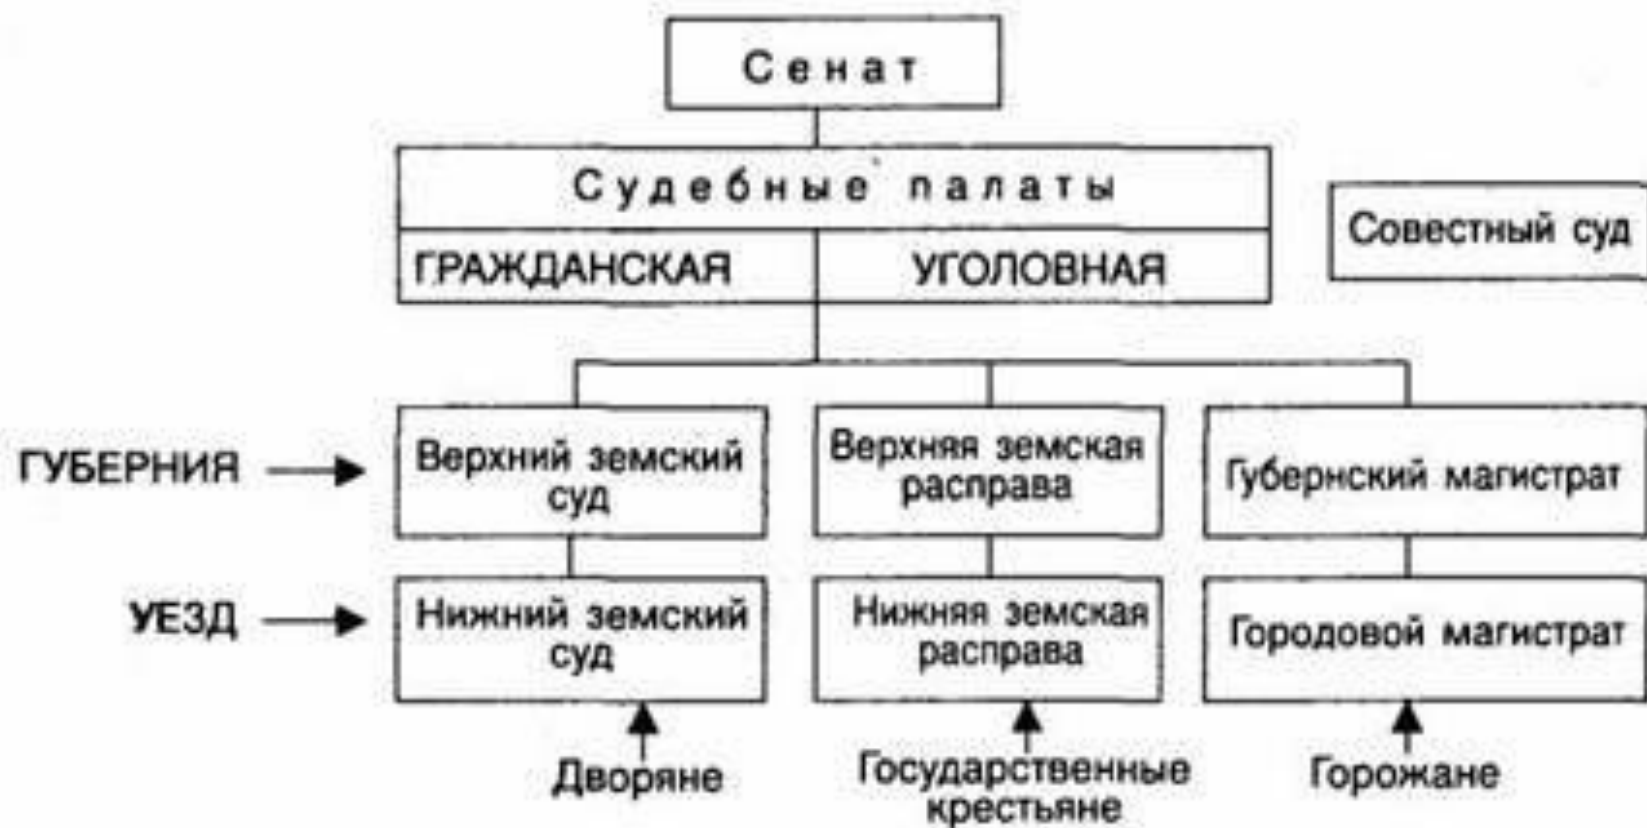 Сенат
Судебные палаты
ГРАЖДАНСКАЯ
УГОЛОВНАЯ
Совестный суд
ГУБЕРНИЯ
Верхний земский
суд
Верхняя земская
расправа
Губернский магистрат
УЕЗД
Нижний земский
суд
Нижняя земская
расправа
Городовой магистрат
Дворяне
Государственные
крестьяне
Горожане